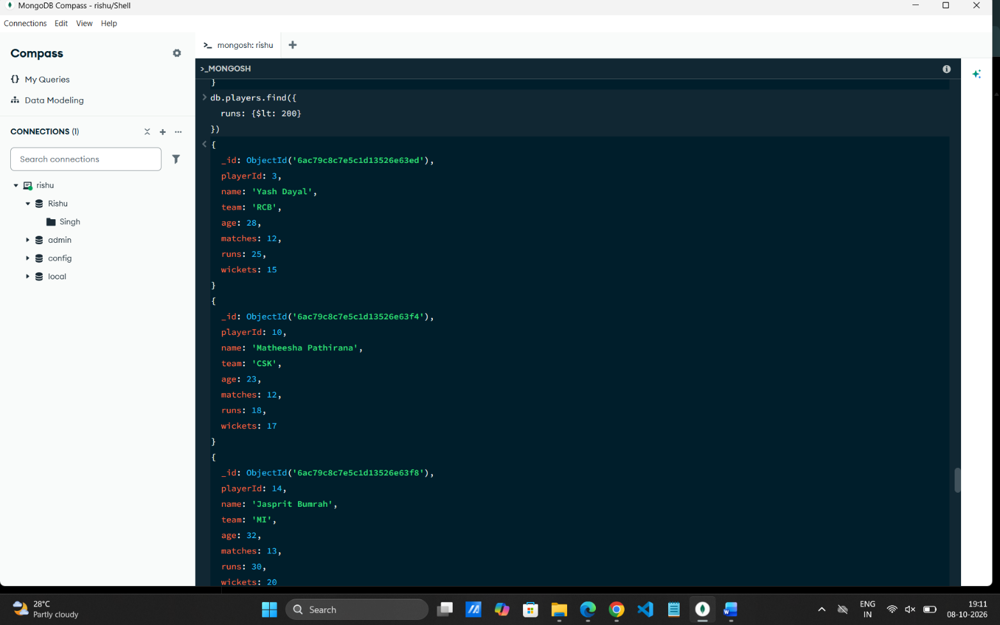 MongoDB Compass - rishu/Shell
Connections Edit View Help
Compass
My Queries
Data Modeling
CONNECTIONS (1)
Search connections
rishu
Rishu
Singh
admin
config
local
mongosh: rishu
>_MONGOSH
}
db.players.find({
runs: {$lt: 200}
})
{
_id: ObjectId('6ac79c8c7e5c1d13526e63ed'),
playerId: 3,
name: 'Yash Dayal',
team: 'RCB',
age: 28,
matches: 12,
runs: 25,
wickets: 15
}
{
_id: ObjectId('6ac79c8c7e5c1d13526e63f4'),
playerId: 10,
name: 'Matheesha Pathirana',
team: 'CSK',
age: 23,
matches: 12,
runs: 18,
wickets: 17
}
{
_id: ObjectId('6ac79c8c7e5c1d13526e63f8'),
playerId: 14,
name: 'Jasprit Bumrah',
team: 'MI',
age: 32,
matches: 13,
runs: 30,
wickets: 20
28°C
Partly cloudy
Search
ENG
IN
19:11
08-10-2026